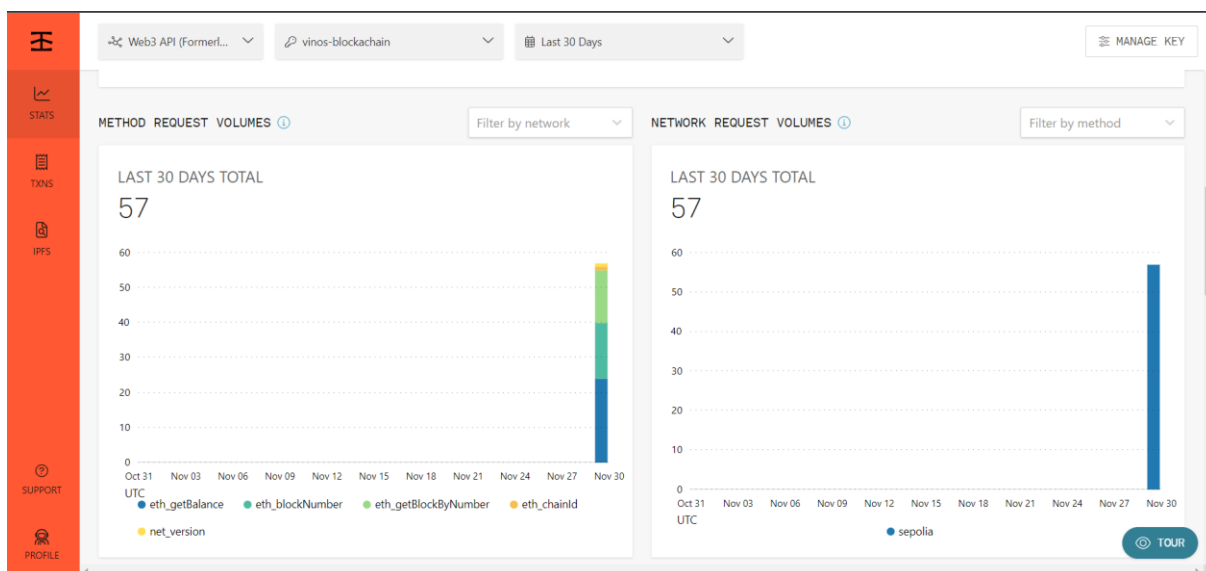 Web3 API (Formerl... vinos-blockachain Last 30 Days MANAGE KEY
STATS
TXNS
IPFS
SUPPORT
PROFILE
METHOD REQUEST VOLUMES Filter by network
LAST 30 DAYS TOTAL
57
60
50
40
30
20
10
0
Oct 31 Nov 03 Nov 06 Nov 09 Nov 12 Nov 15 Nov 18 Nov 21 Nov 24 Nov 27 Nov 30
UTC
eth_getBalance eth_blockNumber eth_getBlockByNumber eth_chainId
net_version
NETWORK REQUEST VOLUMES Filter by method
LAST 30 DAYS TOTAL
57
60
50
40
30
20
10
0
Oct 31 Nov 03 Nov 06 Nov 09 Nov 12 Nov 15 Nov 18 Nov 21 Nov 24 Nov 27 Nov 30
UTC
sepolia
TOUR